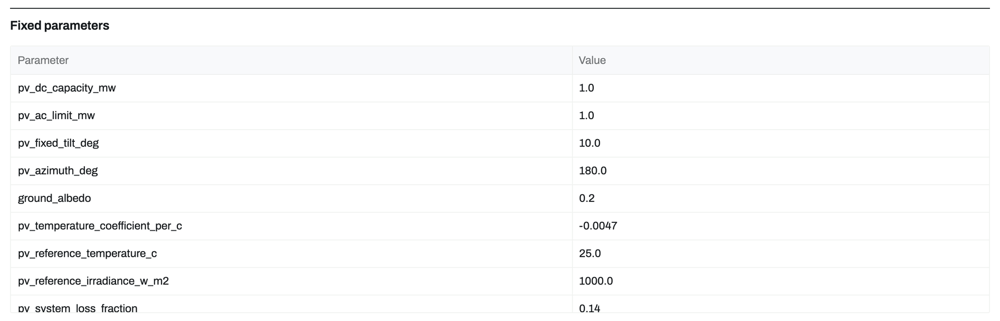 Fixed parameters
Parameter Value
pv_dc_capacity_mw 1.0
pv_ac_limit_mw 1.0
pv_fixed_tilt_deg 10.0
pv_azimuth_deg 180.0
ground_albedo 0.2
pv_temperature_coefficient_per_c -0.0047
pv_reference_temperature_c 25.0
pv_reference_irradiance_w_m2 1000.0
pv_system_loss_fraction 0.14